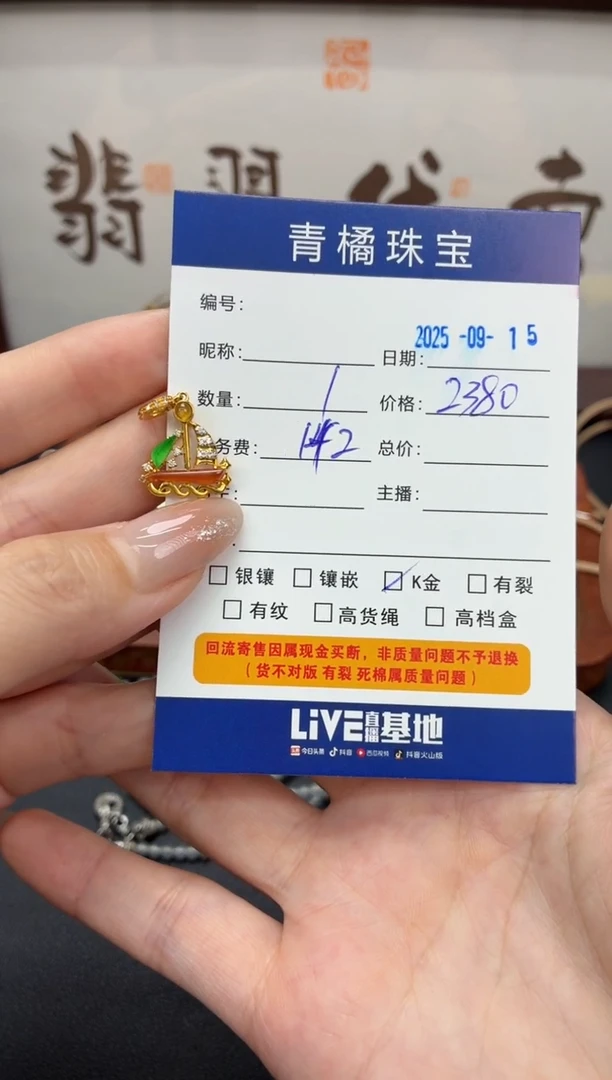 翡翠代言
青橘珠宝
编号:
2025 -09- 15
昵称: 日期:
数量: 1 价格: 2380
务费: 总价:
主播:
银镶 镶嵌 K金 有裂
有纹 高货绳 高档盒
回流寄售因属现金买断，非质量问题不予退换
（货不对版 有裂 死棉属质量问题）
LiVE直播基地
今日头条 抖音 西瓜视频 抖音火山版